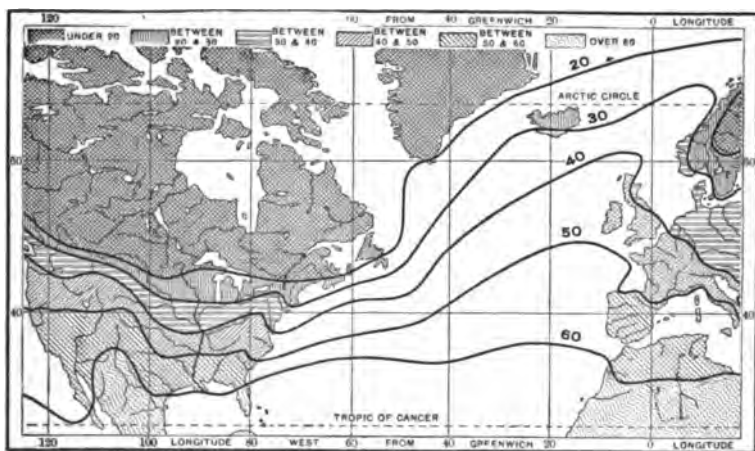 120 60 FROM 40 GREENWICH 20 0 LONGITUDE
UNDER 20 BETWEEN 20 & 30 BETWEEN 30 & 40 BETWEEN 40 & 50 BETWEEN 50 & 60 OVER 60
20
ARCTIC CIRCLE
30
60
40
50
40 40
60
TROPIC OF CANCER
120 100 LONGITUDE 80 WEST 60 FROM 40 GREENWICH 20 0 LONGITUDE